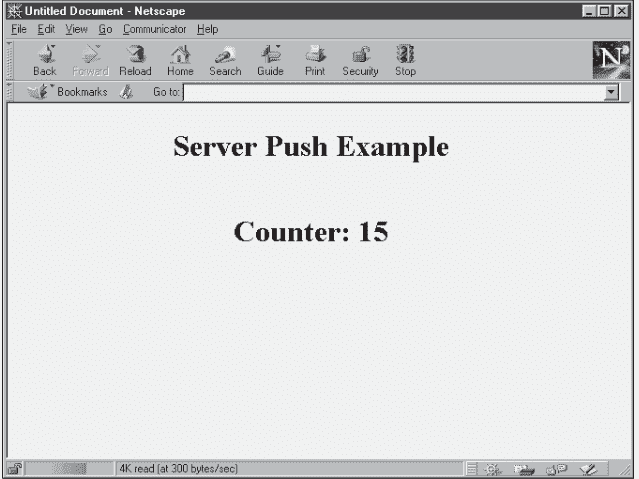 Untitled Document - Netscape
File Edit View Go Communicator Help
Back Forward Reload Home Search Guide Print Security Stop
N
Bookmarks Go to:
Server Push Example
Counter: 15
4K read (at 300 bytes/sec)